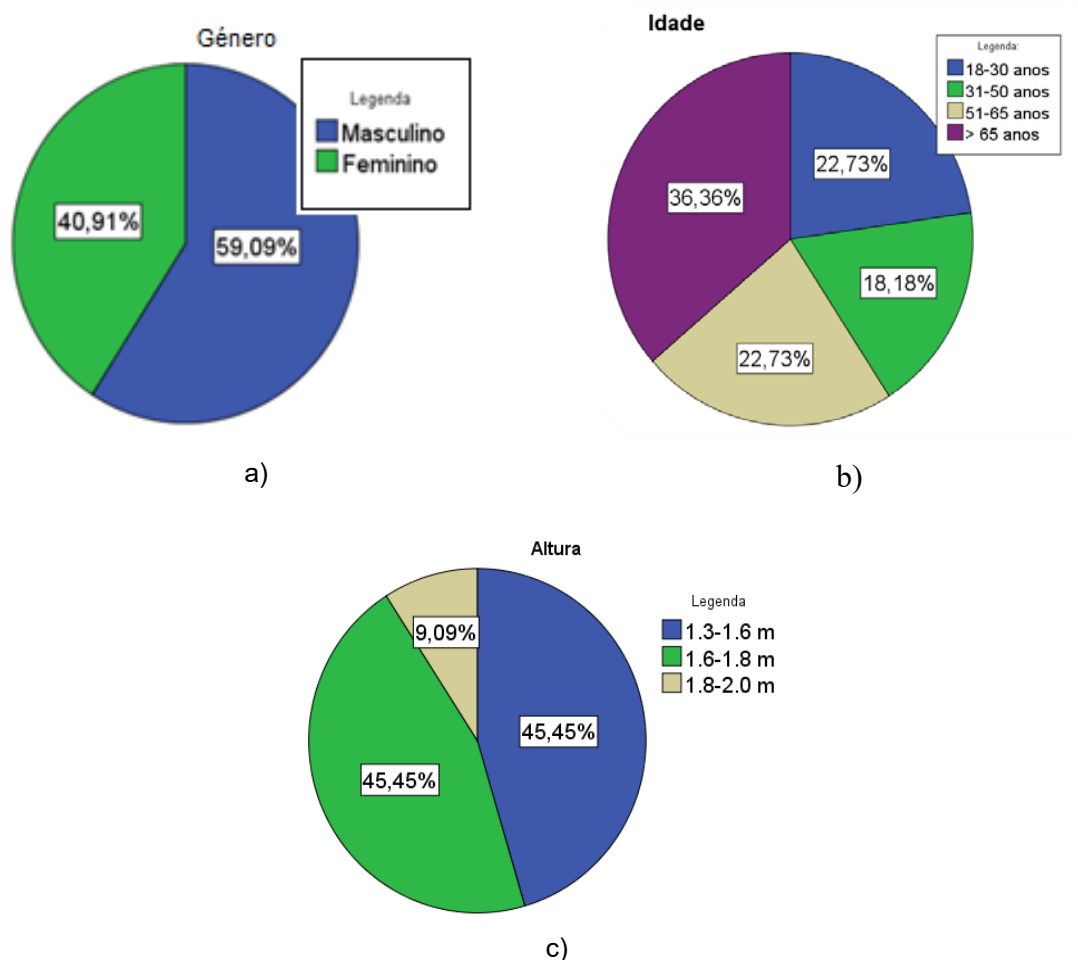 Género
Legenda
Masculino
Feminino
40,91%
59,09%
a)
Idade
Legenda:
18-30 anos
31-50 anos
51-65 anos
> 65 anos
22,73%
36,36%
18,18%
22,73%
b)
Altura
Legenda
1.3-1.6 m
1.6-1.8 m
1.8-2.0 m
9,09%
45,45%
45,45%
c)